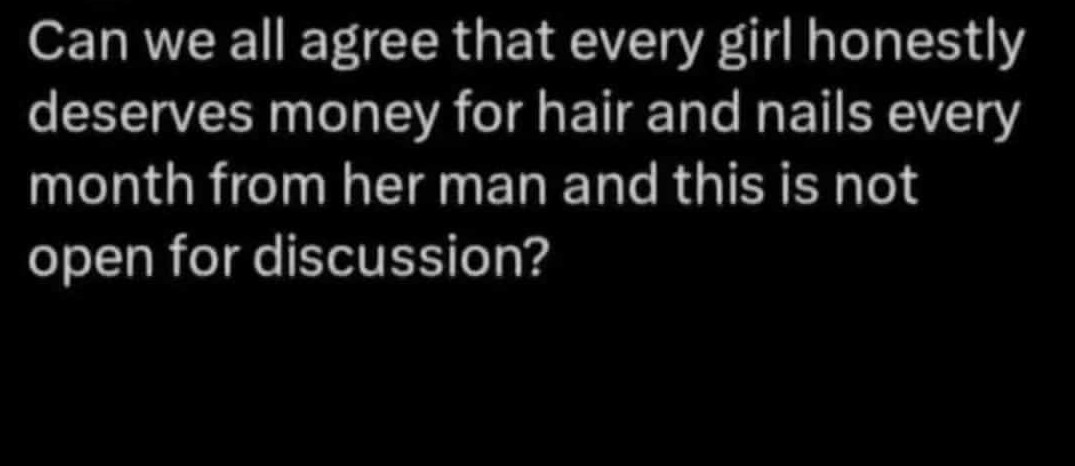 Can we all agree that every girl honestly
deserves money for hair and nails every
month from her man and this is not
open for discussion?